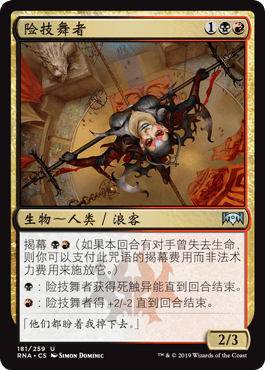 险技舞者
1
生物～人类 / 浪客
RNA
揭幕（如果本回合有对手曾失去生命，
则你可以支付此咒语的揭幕费用而非法术
力费用来施放它。）
：险技舞者获得死触异能直到回合结束。
：险技舞者得 +2/-2 直到回合结束。
「他们都盼着我摔下去。」
2/3
181/259 U
RNA • CS SIMON DOMINIC
™ & © 2019 Wizards of the Coast